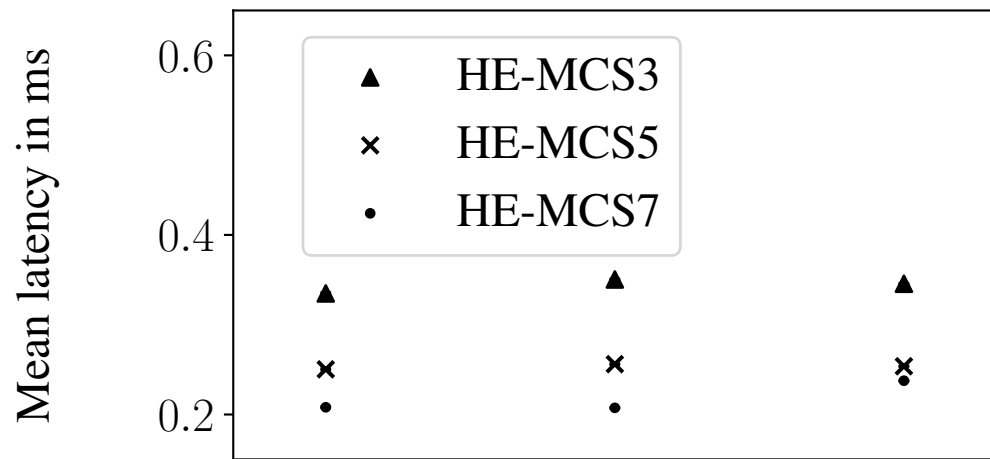 Mean latency in ms
0.6
0.4
0.2
HE-MCS3
HE-MCS5
HE-MCS7